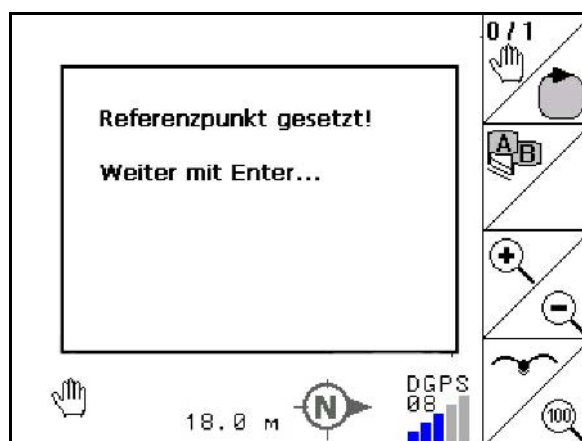 0/1
Referenzpunkt gesetzt!
A B
Weiter mit Enter...
DGPS
08
18.0 м
N
100